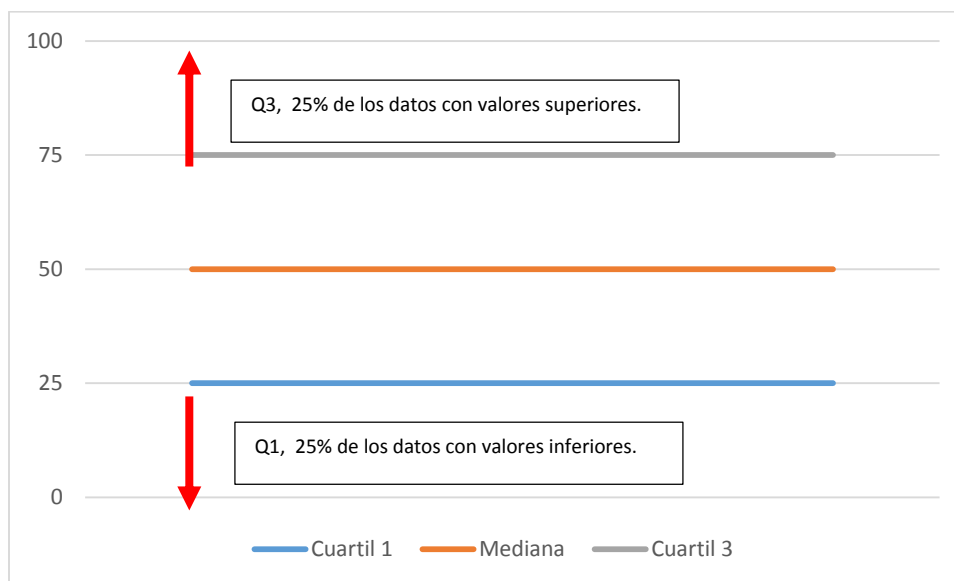 100
Q3, 25% de los datos con valores superiores.
75
50
25
Q1, 25% de los datos con valores inferiores.
0
Cuartil 1 Mediana Cuartil 3